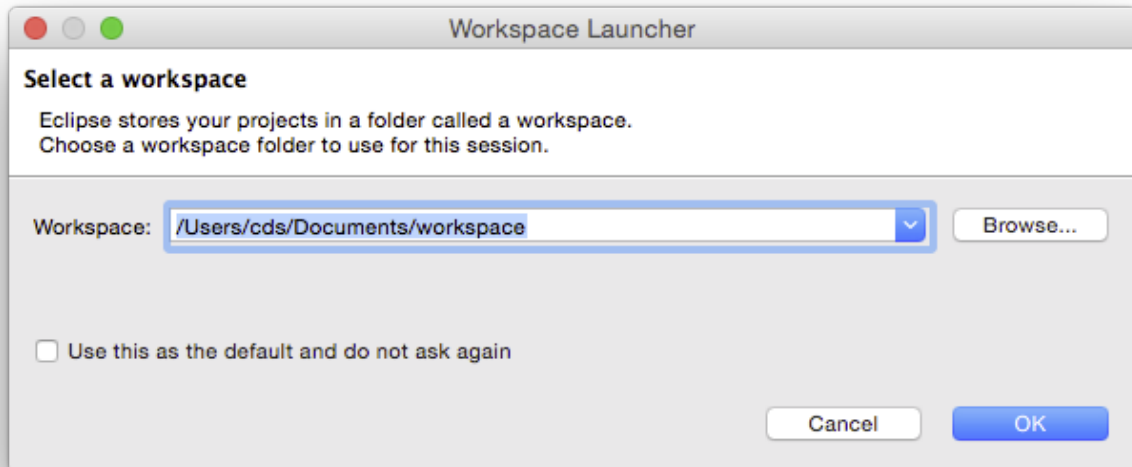 Workspace Launcher
Select a workspace
Eclipse stores your projects in a folder called a workspace.
Choose a workspace folder to use for this session.
Workspace: /Users/cds/Documents/workspace Browse...
Use this as the default and do not ask again
Cancel OK